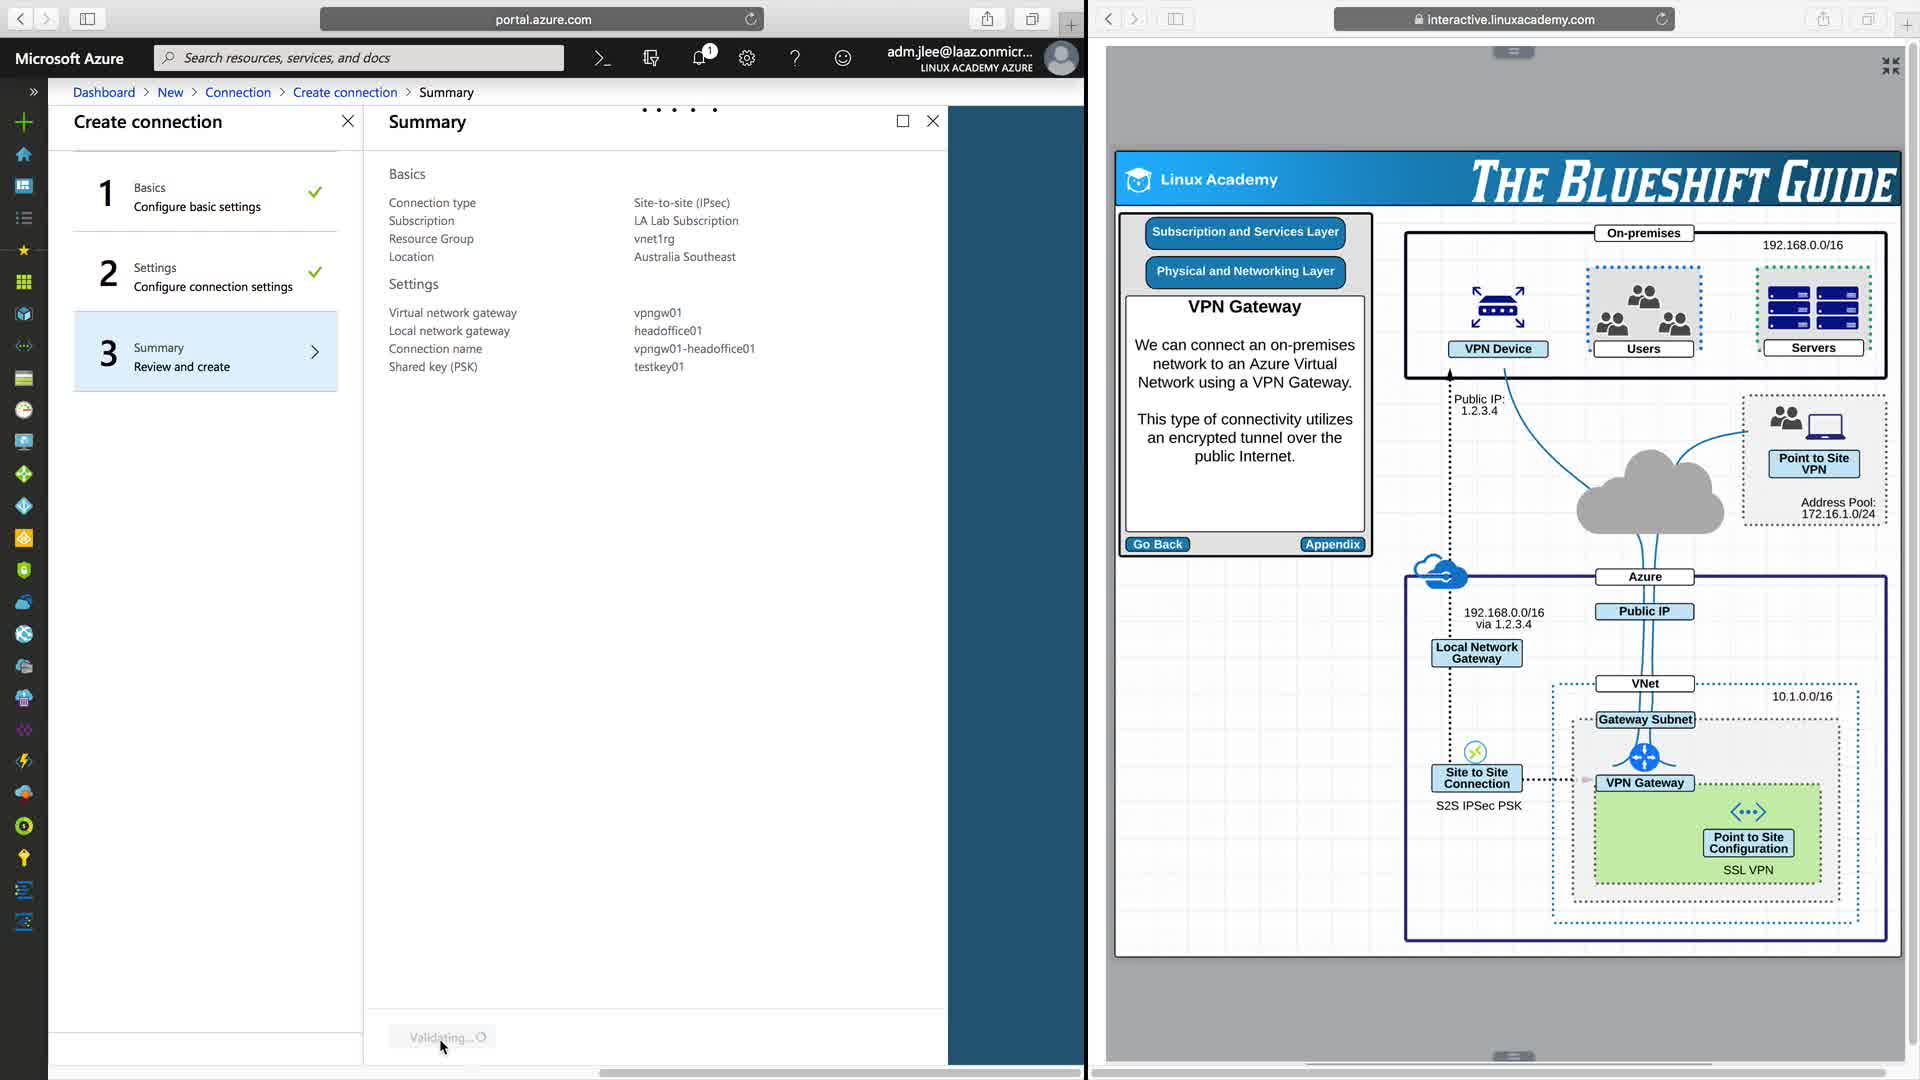 portal.azure.com
Microsoft Azure
Search resources, services, and docs
1
adm.jlee@laaz.onmicr...
LINUX ACADEMY AZURE
Dashboard > New > Connection > Create connection > Summary
Create connection
1
Basics
Configure basic settings
2
Settings
Configure connection settings
3
Summary
Review and create
Summary
Basics
Connection type Site-to-site (IPsec)
Subscription LA Lab Subscription
Resource Group vnet1rg
Location Australia Southeast
Settings
Virtual network gateway vpngw01
Local network gateway headoffice01
Connection name vpngw01-headoffice01
Shared key (PSK) testkey01
Validating...
interactive.linuxacademy.com
Linux Academy
THE BLUESHIFT GUIDE
Subscription and Services Layer
Physical and Networking Layer
VPN Gateway
We can connect an on-premises
network to an Azure Virtual
Network using a VPN Gateway.
This type of connectivity utilizes
an encrypted tunnel over the
public Internet.
Go Back
Appendix
On-premises
192.168.0.0/16
VPN Device
Users
Servers
Public IP:
1.2.3.4
Point to Site
VPN
Address Pool:
172.16.1.0/24
Azure
Public IP
192.168.0.0/16
via 1.2.3.4
Local Network
Gateway
VNet
10.1.0.0/16
Gateway Subnet
Site to Site
Connection
S2S IPSec PSK
VPN Gateway
Point to Site
Configuration
SSL VPN